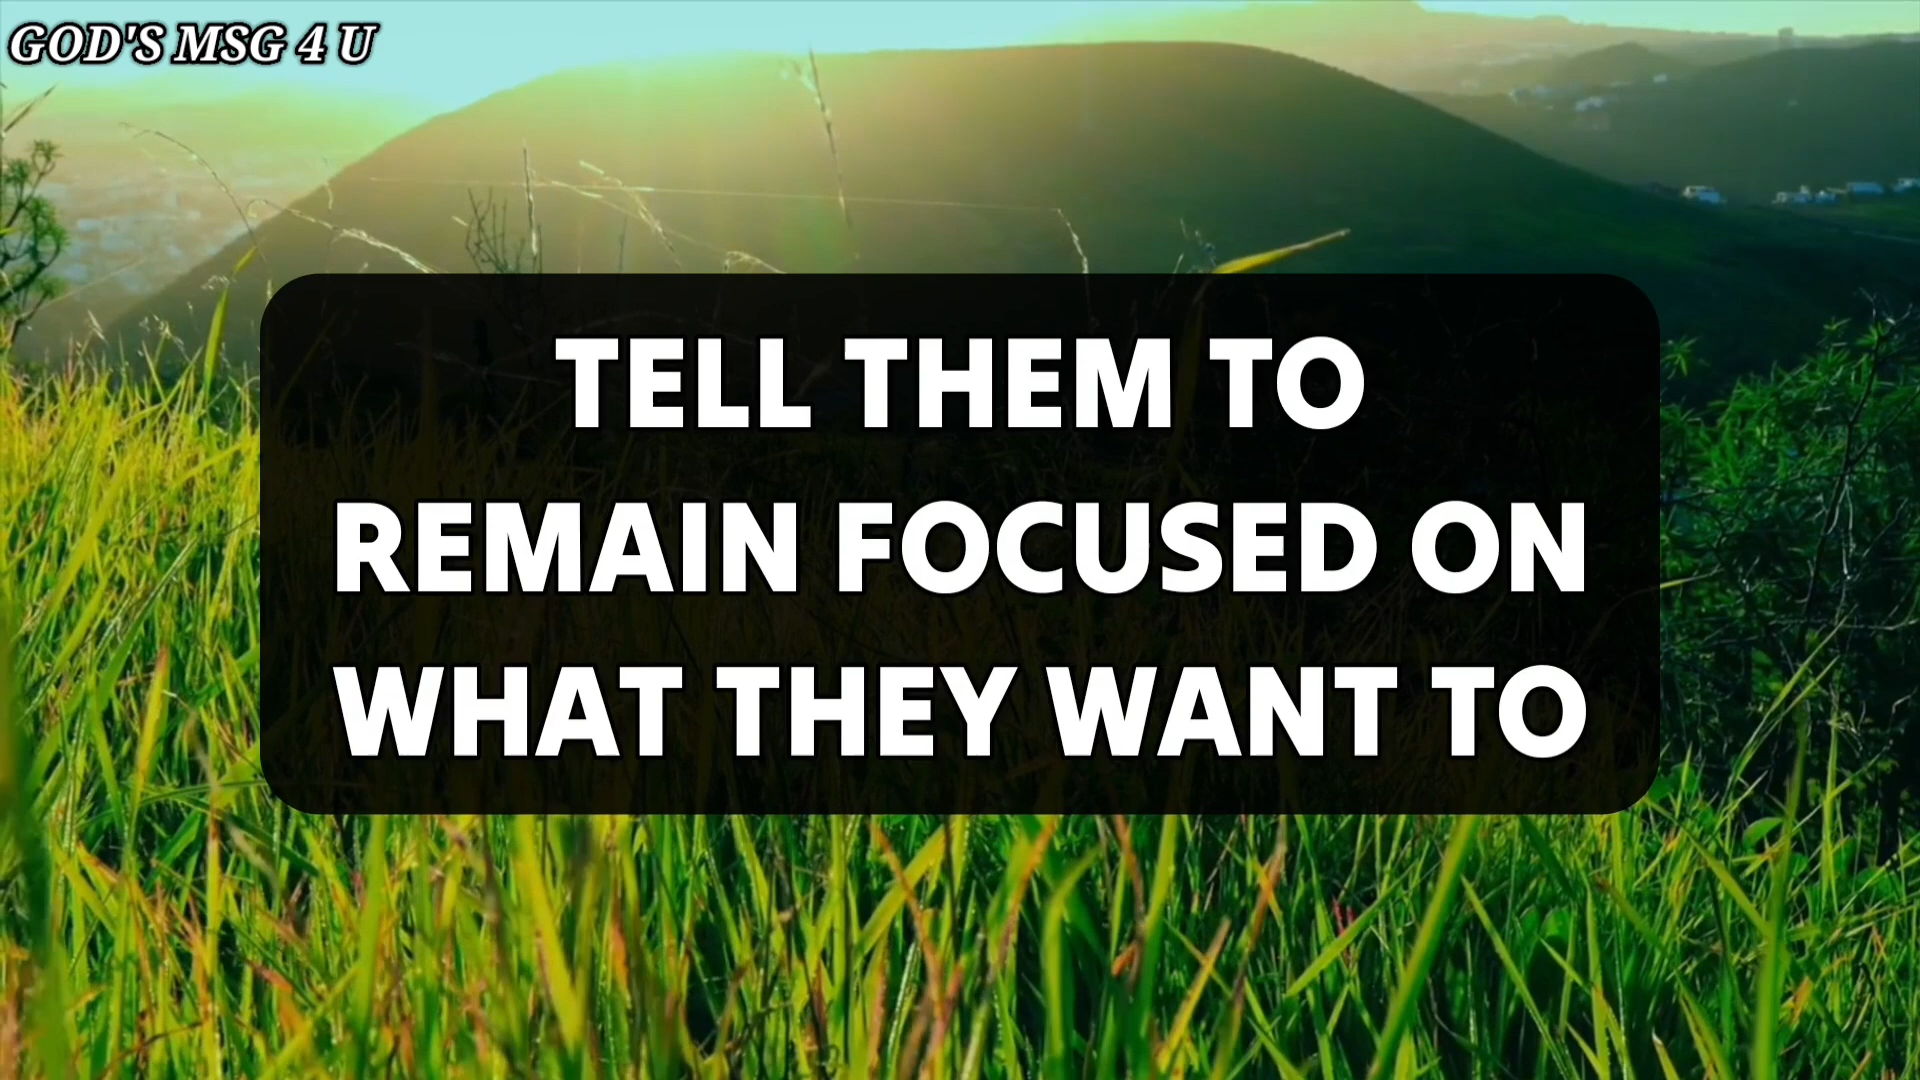 GOD'S MSG 4 U
TELL THEM TO
REMAIN FOCUSED ON
WHAT THEY WANT TO